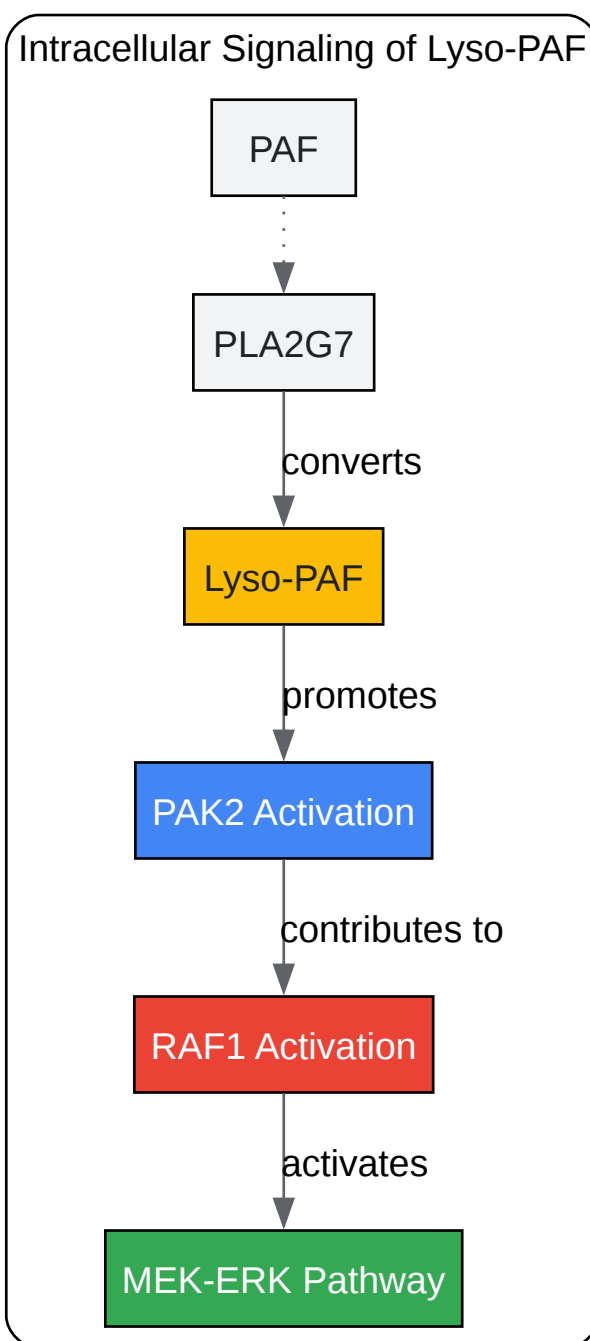 Intracellular Signaling of Lyso-PAF
PAF
PLA2G7
converts
Lyso-PAF
promotes
PAK2 Activation
contributes to
RAF1 Activation
activates
MEK-ERK Pathway